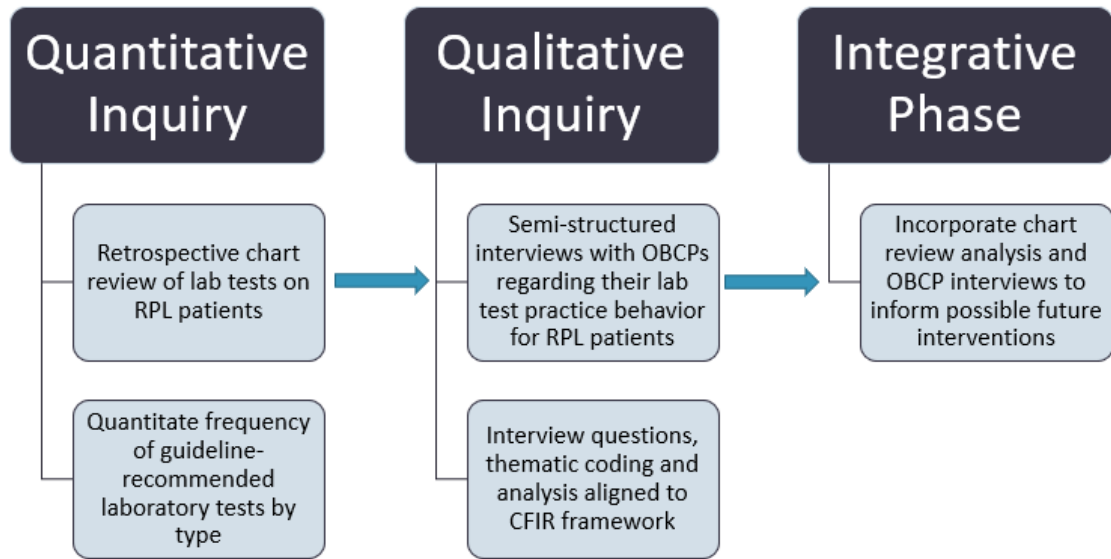 Quantitative
Inquiry
Retrospective chart
review of lab tests on
RPL patients
Quantitate frequency
of guideline-
recommended
laboratory tests by
type
Qualitative
Inquiry
Semi-structured
interviews with OBCPs
regarding their lab
test practice behavior
for RPL patients
Interview questions,
thematic coding and
analysis aligned to
CFIR framework
Integrative
Phase
Incorporate chart
review analysis and
OBCP interviews to
inform possible future
interventions